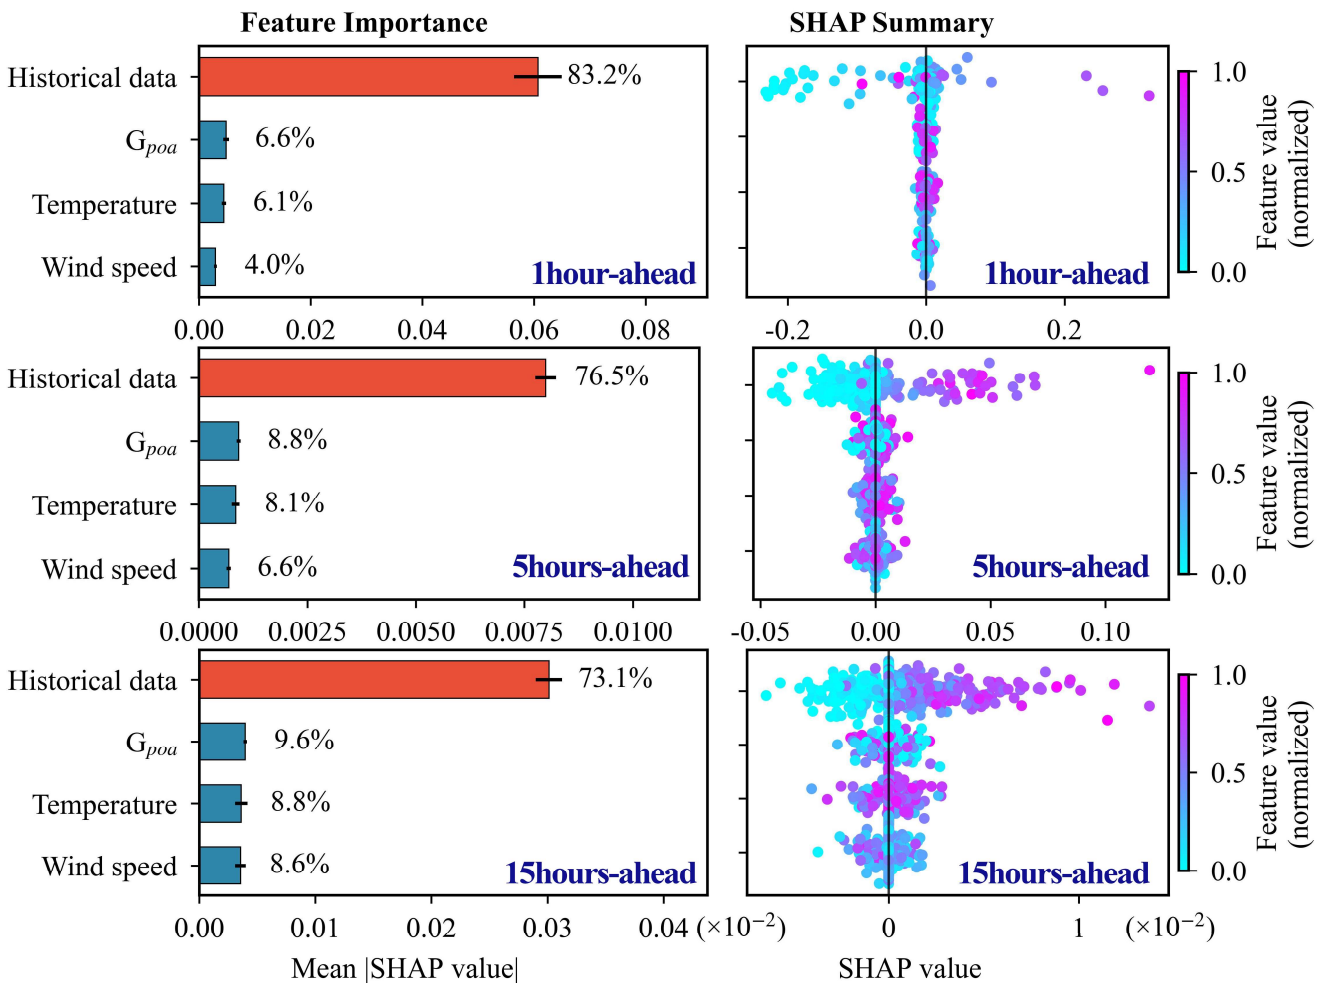 Feature Importance
SHAP Summary
Historical data
83.2%
G_poa
6.6%
Temperature
6.1%
Wind speed
4.0%
1hour-ahead
0.00 0.02 0.04 0.06 0.08
1hour-ahead
-0.2 0.0 0.2
1.0
0.5
0.0
Feature value
(normalized)
Historical data
76.5%
G_poa
8.8%
Temperature
8.1%
Wind speed
6.6%
5hours-ahead
0.0000 0.0025 0.0050 0.0075 0.0100
5hours-ahead
-0.05 0.00 0.05 0.10
1.0
0.5
0.0
Feature value
(normalized)
Historical data
73.1%
G_poa
9.6%
Temperature
8.8%
Wind speed
8.6%
15hours-ahead
0.00 0.01 0.02 0.03 0.04 (×10⁻²)
Mean |SHAP value|
15hours-ahead
0 1 (×10⁻²)
SHAP value
1.0
0.5
0.0
Feature value
(normalized)